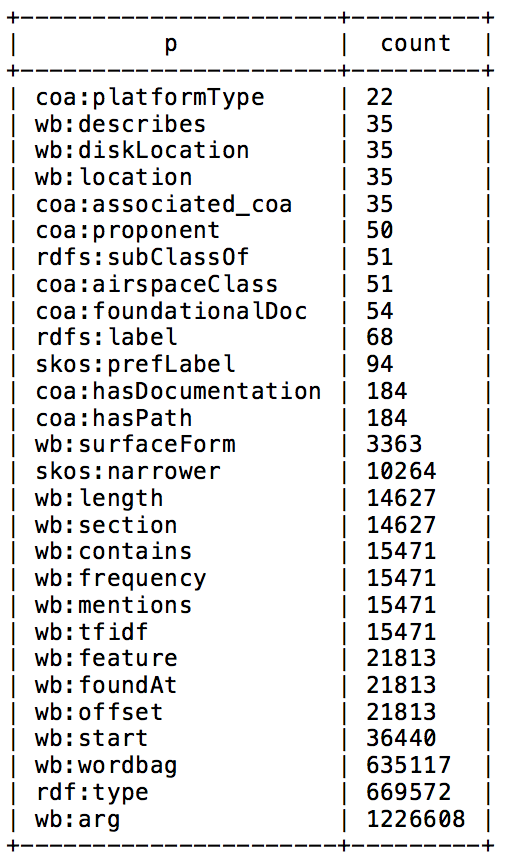 +----------------------+---------+
|          p           |  count  |
+----------------------+---------+
| coa:platformType     | 22      |
| wb:describes         | 35      |
| wb:diskLocation      | 35      |
| wb:location          | 35      |
| coa:associated_coa   | 35      |
| coa:proponent        | 50      |
| rdfs:subClassOf      | 51      |
| coa:airspaceClass    | 51      |
| coa:foundationalDoc  | 54      |
| rdfs:label           | 68      |
| skos:prefLabel       | 94      |
| coa:hasDocumentation | 184     |
| coa:hasPath          | 184     |
| wb:surfaceForm       | 3363    |
| skos:narrower        | 10264   |
| wb:length            | 14627   |
| wb:section           | 14627   |
| wb:contains          | 15471   |
| wb:frequency         | 15471   |
| wb:mentions          | 15471   |
| wb:tfidf             | 15471   |
| wb:feature           | 21813   |
| wb:foundAt           | 21813   |
| wb:offset            | 21813   |
| wb:start             | 36440   |
| wb:wordbag           | 635117  |
| rdf:type             | 669572  |
| wb:arg               | 1226608 |
+----------------------+---------+